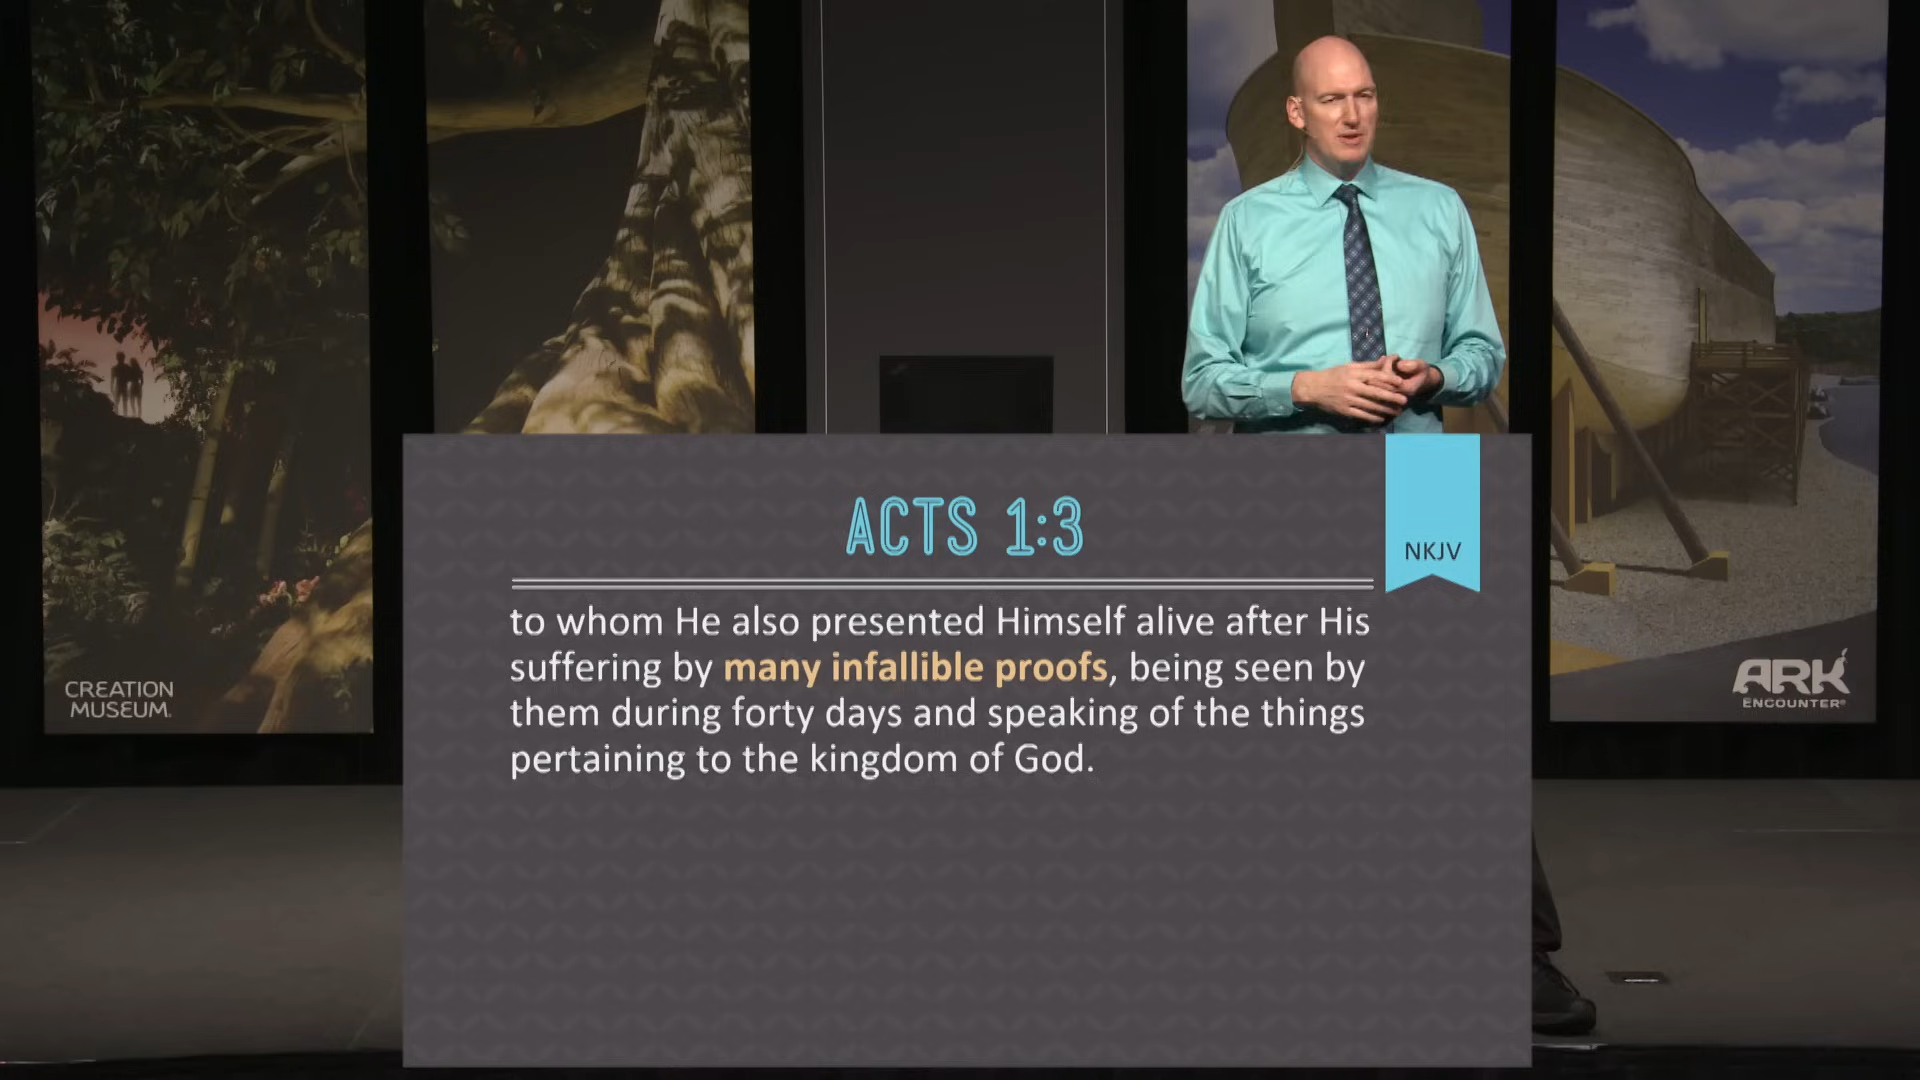 ACTS 1:3
NKJV
to whom He also presented Himself alive after His
suffering by many infallible proofs, being seen by
them during forty days and speaking of the things
pertaining to the kingdom of God.
CREATION
MUSEUM.
ARK
ENCOUNTER®